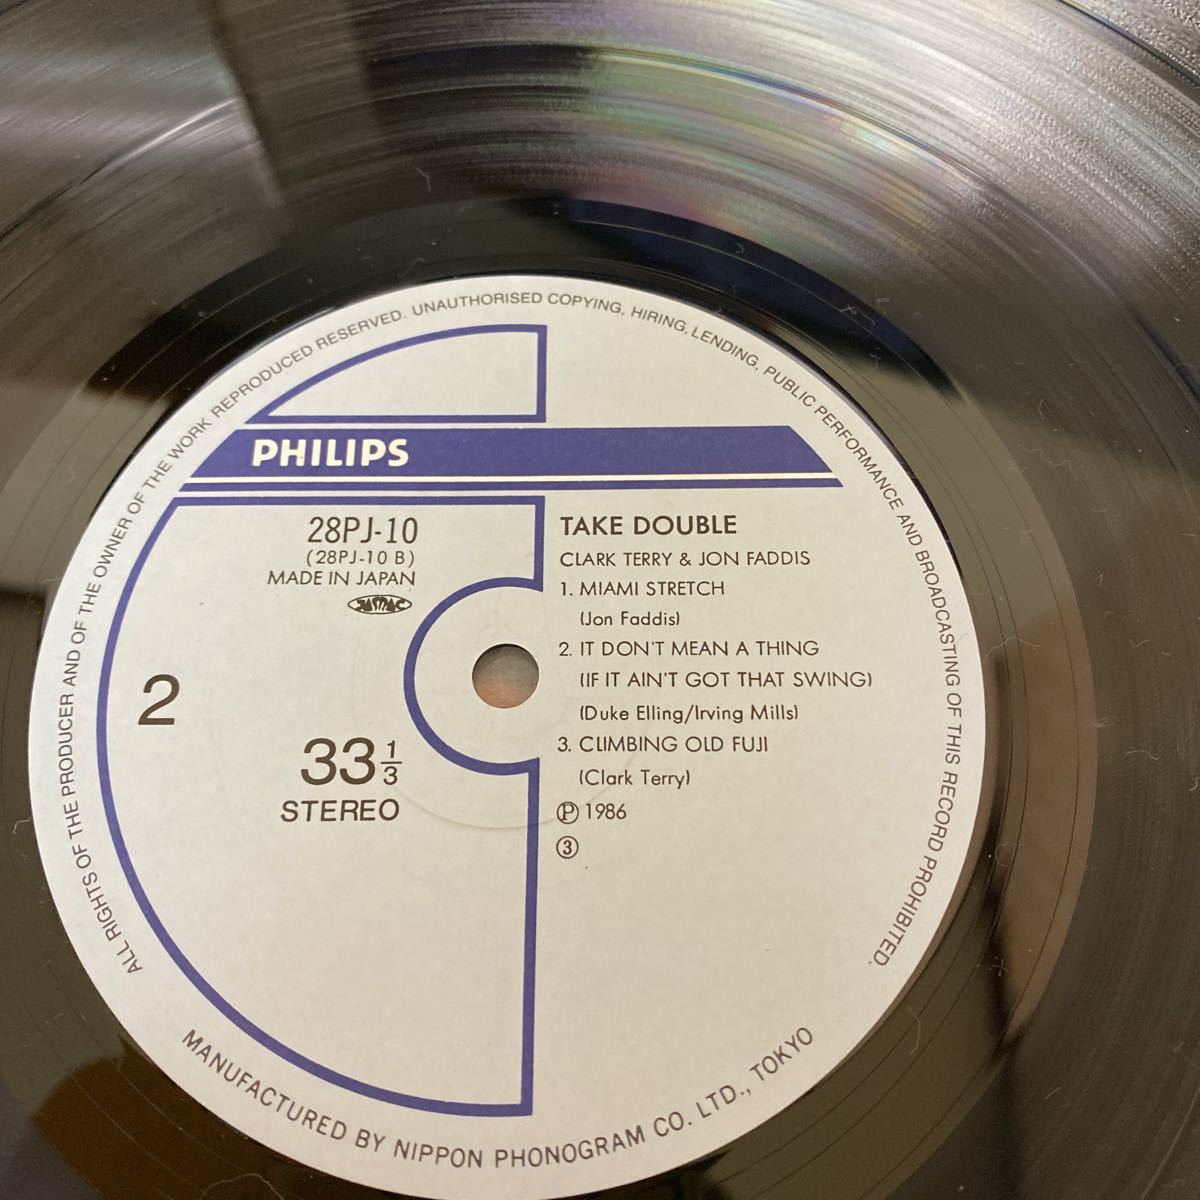 ALL RIGHTS OF THE PRODUCER AND OF THE OWNER OF THE WORK REPRODUCED RESERVED. UNAUTHORISED COPYING, HIRING, LENDING, PUBLIC PERFORMANCE AND BROADCASTING OF THIS RECORD PROHIBITED.
PHILIPS
28PJ-10
(28PJ-10 B)
MADE IN JAPAN
JASRAC
2
33 1/3
STEREO
TAKE DOUBLE
CLARK TERRY & JON FADDIS
1. MIAMI STRETCH
(Jon Faddis)
2. IT DON'T MEAN A THING
(IF IT AIN'T GOT THAT SWING)
(Duke Elling/Irving Mills)
3. CLIMBING OLD FUJI
(Clark Terry)
Ⓟ 1986
③
MANUFACTURED BY NIPPON PHONOGRAM CO. LTD., TOKYO